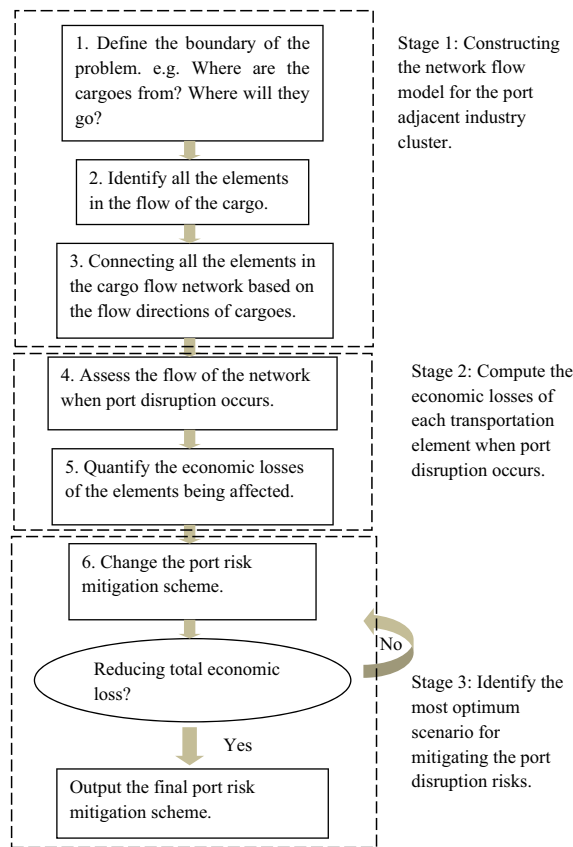 1. Define the boundary of the
problem. e.g. Where are the
cargoes from? Where will they
go?
Stage 1: Constructing
the network flow
model for the port
adjacent industry
cluster.
2. Identify all the elements
in the flow of the cargo.
3. Connecting all the elements in
the cargo flow network based on
the flow directions of cargoes.
4. Assess the flow of the network
when port disruption occurs.
Stage 2: Compute the
economic losses of
each transportation
element when port
disruption occurs.
5. Quantify the economic losses
of the elements being affected.
6. Change the port risk
mitigation scheme.
No
Reducing total economic
loss?
Stage 3: Identify the
most optimum
scenario for
mitigating the port
disruption risks.
Yes
Output the final port risk
mitigation scheme.